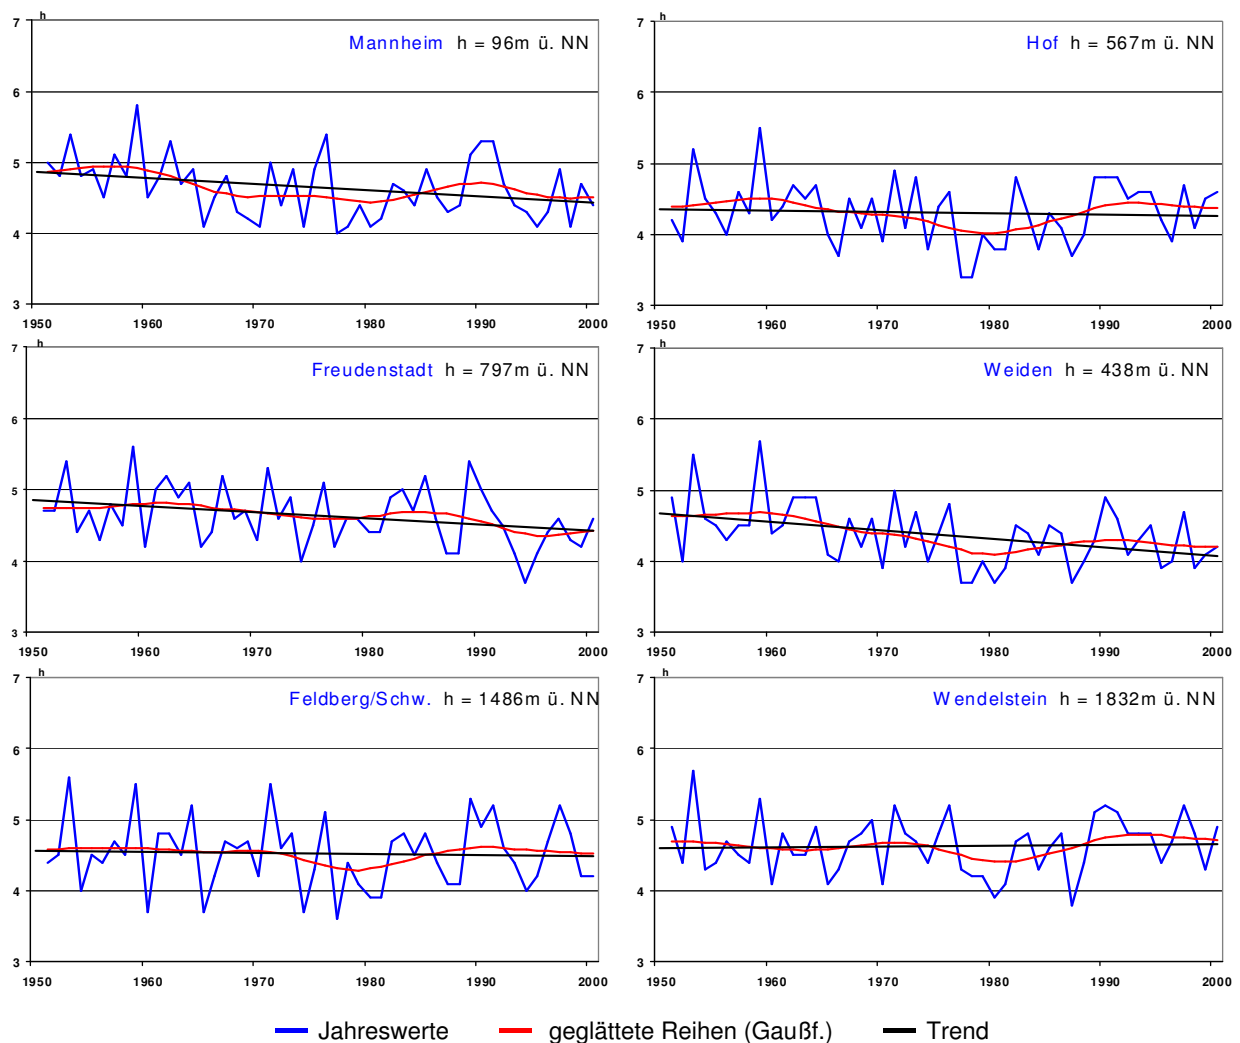 h
7
6
5
4
3
Mannheim h = 96m ü. NN
1950 1960 1970 1980 1990 2000
h
7
6
5
4
3
Hof h = 567m ü. NN
1950 1960 1970 1980 1990 2000
h
7
6
5
4
3
Freudenstadt h = 797m ü. NN
1950 1960 1970 1980 1990 2000
h
7
6
5
4
3
Weiden h = 438m ü. NN
1950 1960 1970 1980 1990 2000
h
7
6
5
4
3
Feldberg/Schw. h = 1486m ü. NN
1950 1960 1970 1980 1990 2000
h
7
6
5
4
3
Wendelstein h = 1832m ü. NN
1950 1960 1970 1980 1990 2000
Jahreswerte geglättete Reihen (Gaußf.) Trend